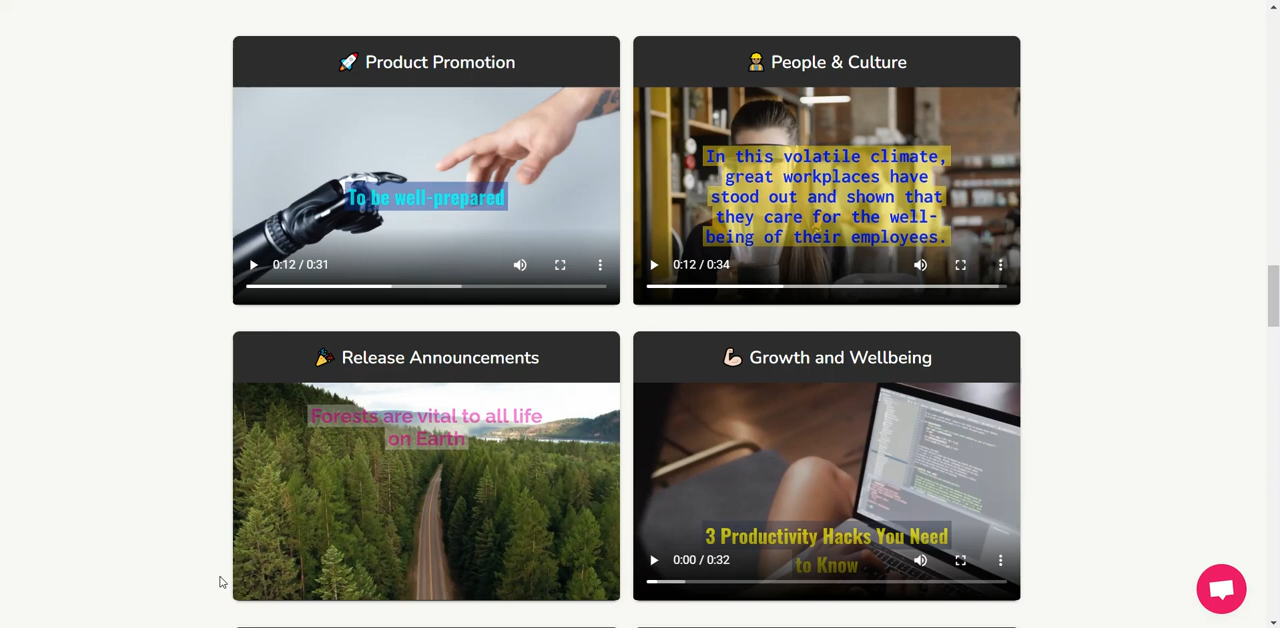 Product Promotion
People & Culture
To be well-prepared
In this volatile climate,
great workplaces have
stood out and shown that
they care for the well-
being of their employees.
0:12 / 0:31
0:12 / 0:34
Release Announcements
Growth and Wellbeing
Forests are vital to all life
on Earth
3 Productivity Hacks You Need
to Know
0:00 / 0:32